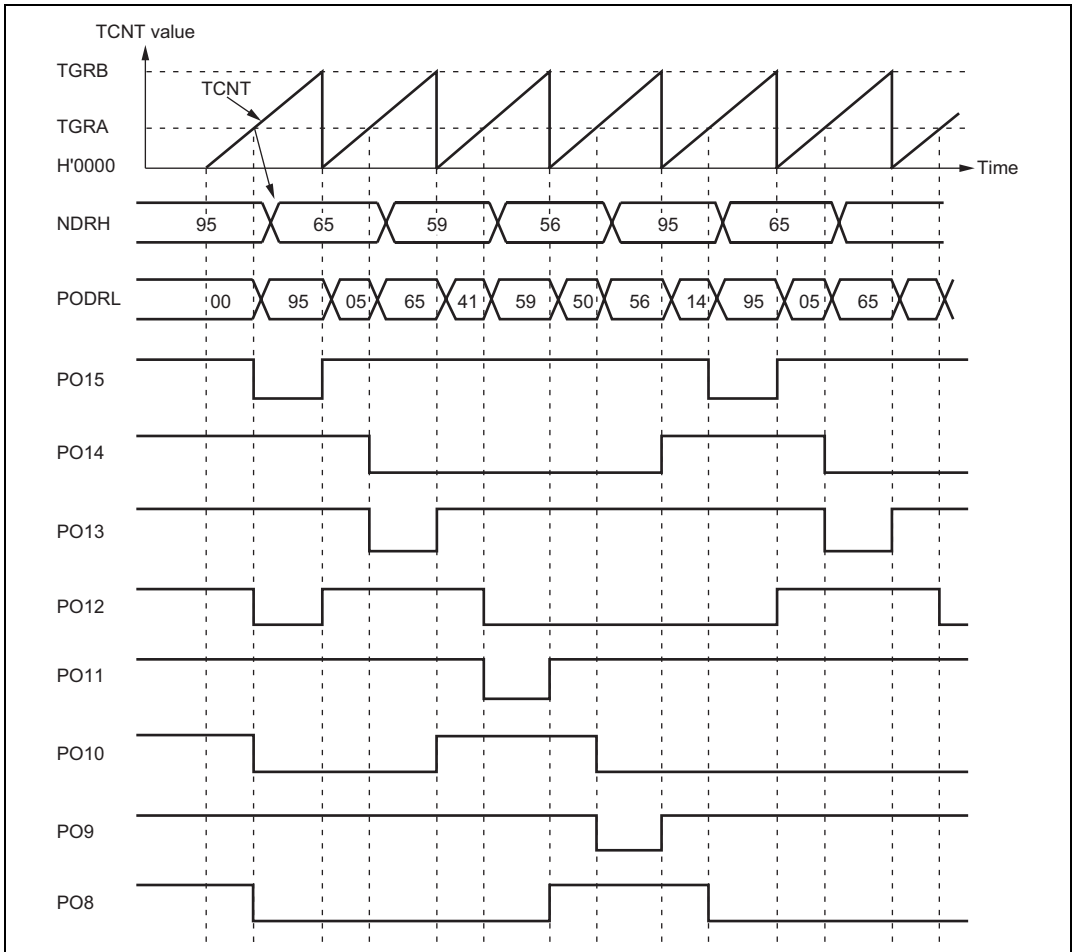 TCNT value
TGRB
TCNT
TGRA
H'0000
Time
NDRH
95 65 59 56 95 65
PODRL
00 95 05 65 41 59 50 56 14 95 05 65
PO15
PO14
PO13
PO12
PO11
PO10
PO9
PO8